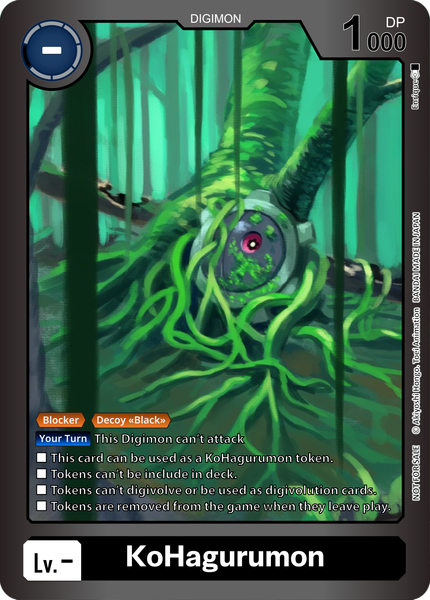 DIGIMON
-
1000
DP
Blocker Decoy «Black»
Your Turn This Digimon can't attack
This card can be used as a KoHagurumon token.
Tokens can't be include in deck.
Tokens can't digivolve or be used as digivolution cards.
Tokens are removed from the game when they leave play.
Lv.-
KoHagurumon
NOT FOR SALE © Akiyoshi Hongo, Toei Animation BANDAI MADE IN JAPAN
Enrique